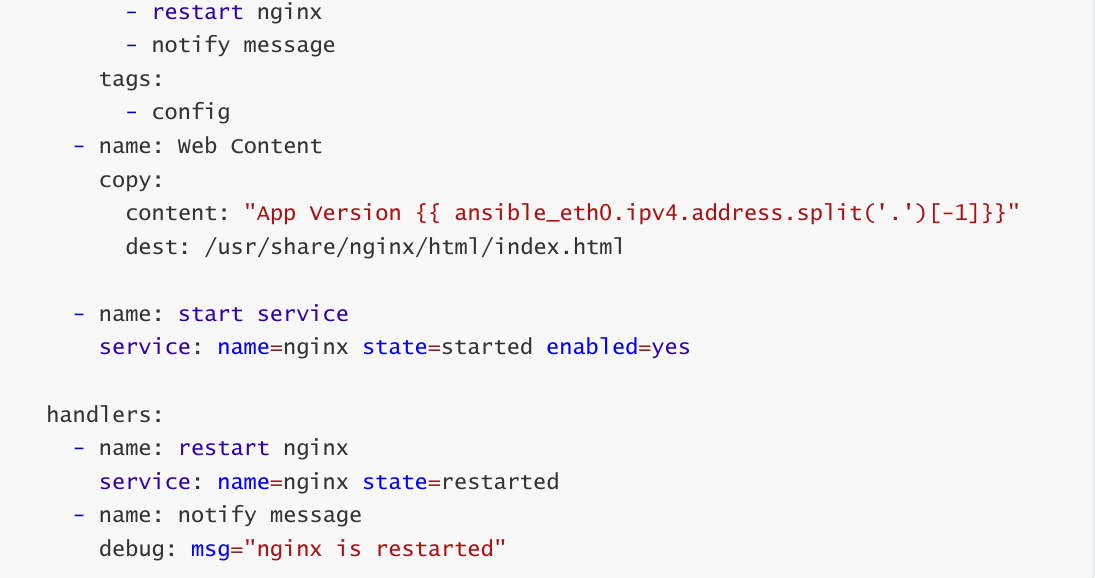 - restart nginx
- notify message
tags:
- config
- name: Web Content
copy:
content: "App Version {{ ansible_eth0.ipv4.address.split('.')[-1]}}"
dest: /usr/share/nginx/html/index.html
- name: start service
service: name=nginx state=started enabled=yes
handlers:
- name: restart nginx
service: name=nginx state=restarted
- name: notify message
debug: msg="nginx is restarted"